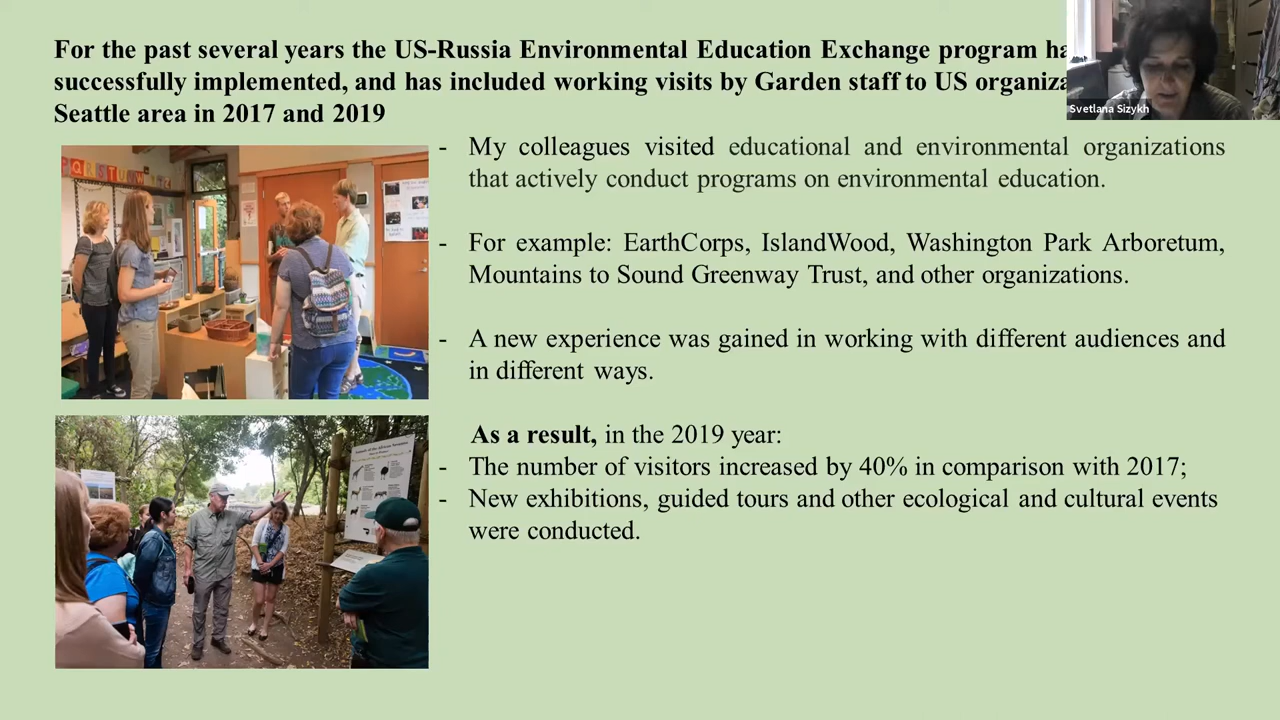 For the past several years the US-Russia Environmental Education Exchange program
successfully implemented, and has included working visits by Garden staff to US
Seattle area in 2017 and 2019
Svetlana Sizykh
- My colleagues visited educational and environmental organizations
that actively conduct programs on environmental education.
- For example: EarthCorps, IslandWood, Washington Park Arboretum,
Mountains to Sound Greenway Trust, and other organizations.
- A new experience was gained in working with different audiences and
in different ways.
As a result, in the 2019 year:
- The number of visitors increased by 40% in comparison with 2017;
- New exhibitions, guided tours and other ecological and cultural events
were conducted.